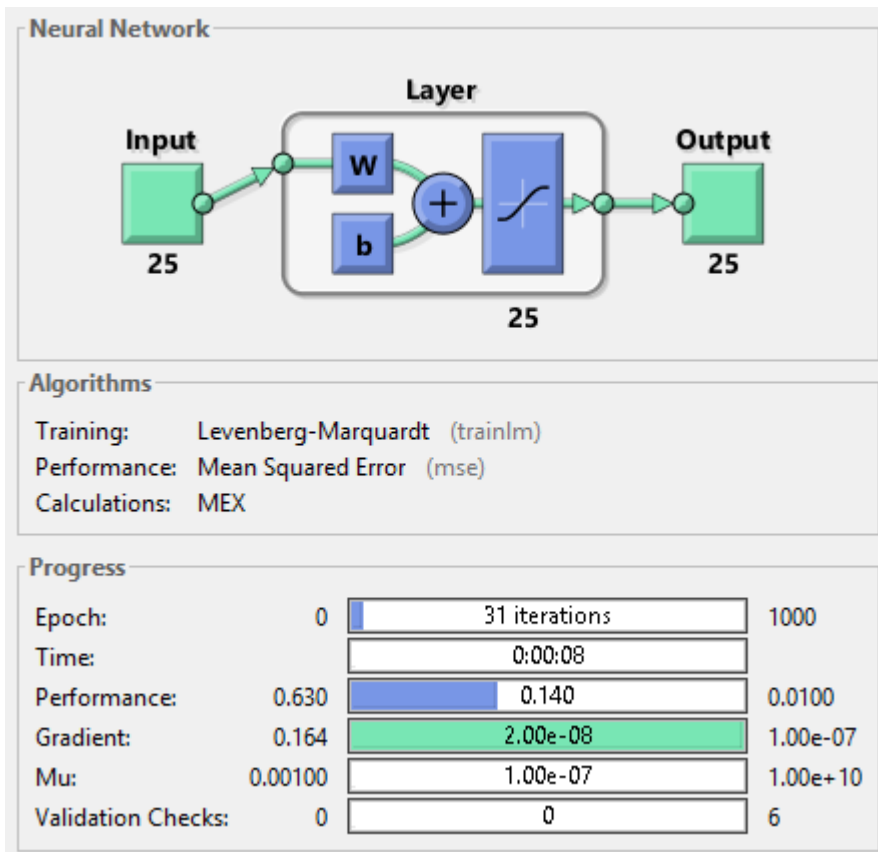 Neural Network
Layer
Input
Output
W
+
b
25
25
25
Algorithms
Training: Levenberg-Marquardt (trainlm)
Performance: Mean Squared Error (mse)
Calculations: MEX
Progress
Epoch: 0 31 iterations 1000
Time: 0:00:08
Performance: 0.630 0.140 0.0100
Gradient: 0.164 2.00e-08 1.00e-07
Mu: 0.00100 1.00e-07 1.00e+10
Validation Checks: 0 0 6